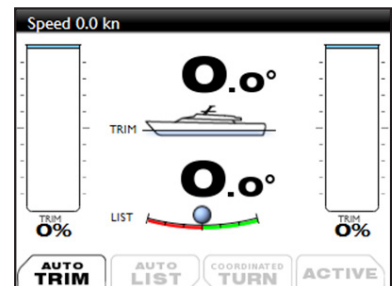 Speed 0.0 kn
0.0°
TRIM
0.0°
LIST
TRIM
0%
TRIM
0%
AUTO TRIM
AUTO LIST
COORDINATED TURN
ACTIVE